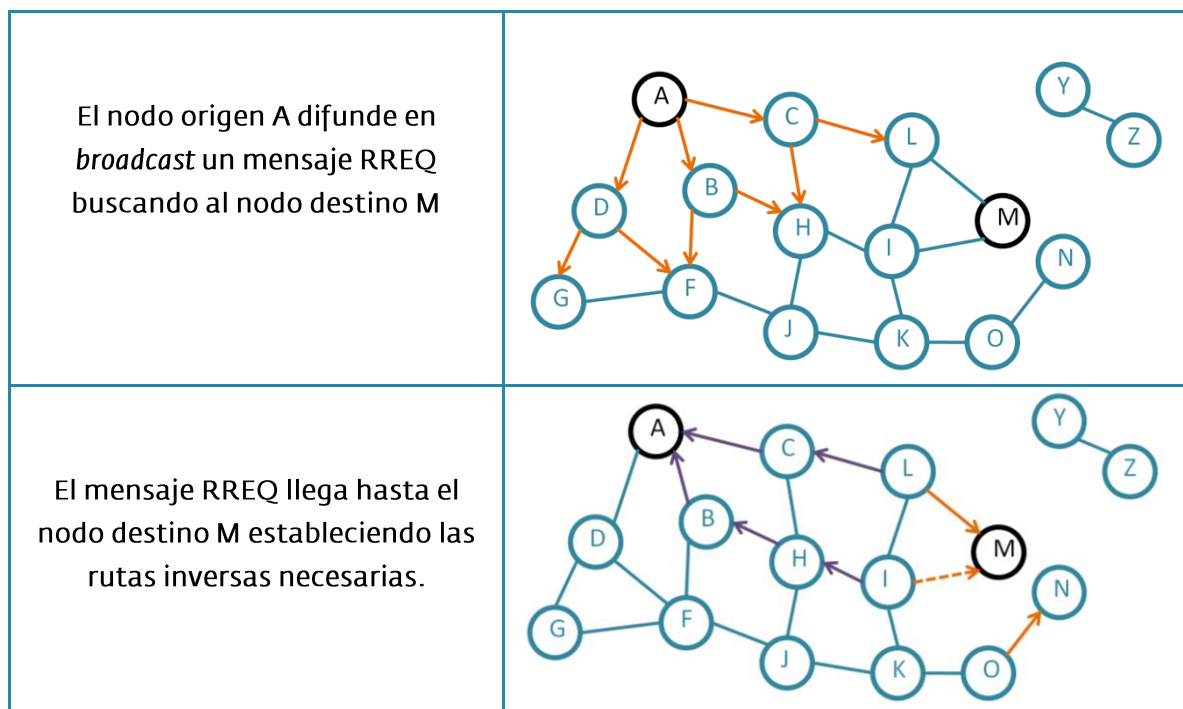 El nodo origen A difunde en
broadcast un mensaje RREQ
buscando al nodo destino M
A
C
L
Y
Z
D
B
H
I
M
N
G
F
J
K
O
El mensaje RREQ llega hasta el
nodo destino M estableciendo las
rutas inversas necesarias.
A
C
L
Y
Z
D
B
H
I
M
N
G
F
J
K
O